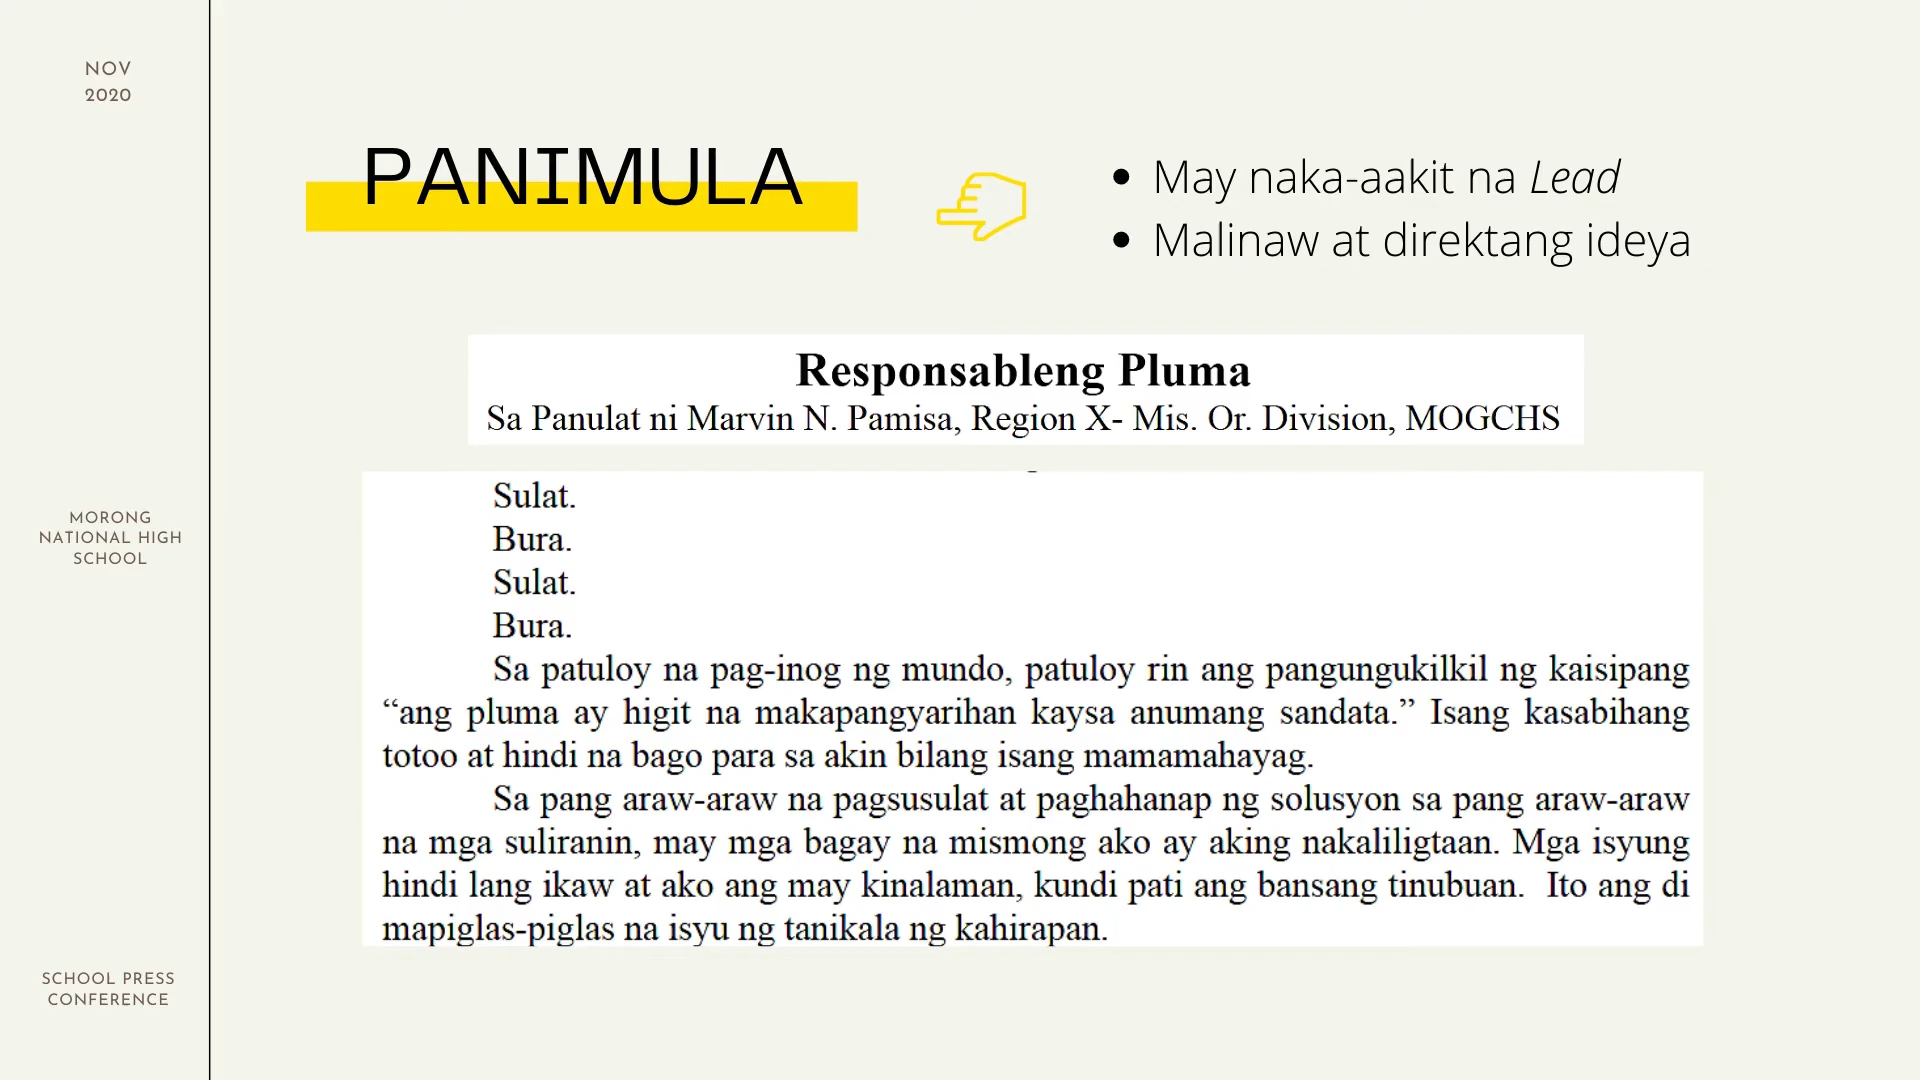 NOV
2020
MORONG
NATIONAL HIGH
SCHOOL
SCHOOL PRESS
CONFERENCE
PANIMULA
• May naka-aakit na Lead
• Malinaw at direktang ideya
Responsableng Pluma
Sa Panulat ni Marvin N. Pamisa, Region X- Mis. Or. Division, MOGCHS
Sulat.
Bura.
Sulat.
Bura.
Sa patuloy na pag-inog ng mundo, patuloy rin ang pangungukilkil ng kaisipang
“ang pluma ay higit na makapangyarihan kaysa anumang sandata.” Isang kasabihang
totoo at hindi na bago para sa akin bilang isang mamamahayag.
Sa pang araw-araw na pagsusulat at paghahanap ng solusyon sa pang araw-araw
na mga suliranin, may mga bagay na mismong ako ay aking nakaliligtaan. Mga isyung
hindi lang ikaw at ako ang may kinalaman, kundi pati ang bansang tinubuan.  Ito ang di
mapiglas-piglas na isyu ng tanikala ng kahirapan.